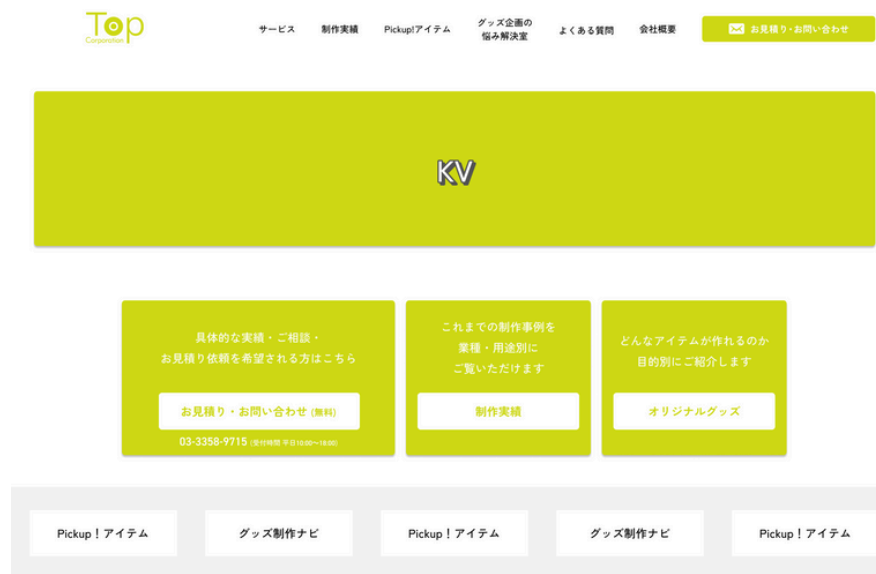 Top
Corporation
サービス
制作実績
Pickup!アイテム
グッズ企画の
悩み解決室
よくある質問
会社概要
お見積り・お問い合わせ
KV
具体的な実績・ご相談・
お見積り依頼を希望される方はこちら
お見積り・お問い合わせ (無料)
03-3358-9715 (受付時間 平日10:00〜18:00)
これまでの制作事例を
業種・用途別に
ご覧いただけます
制作実績
どんなアイテムが作れるのか
目的別にご紹介します
オリジナルグッズ
Pickup！アイテム
グッズ制作ナビ
Pickup！アイテム
グッズ制作ナビ
Pickup！アイテム